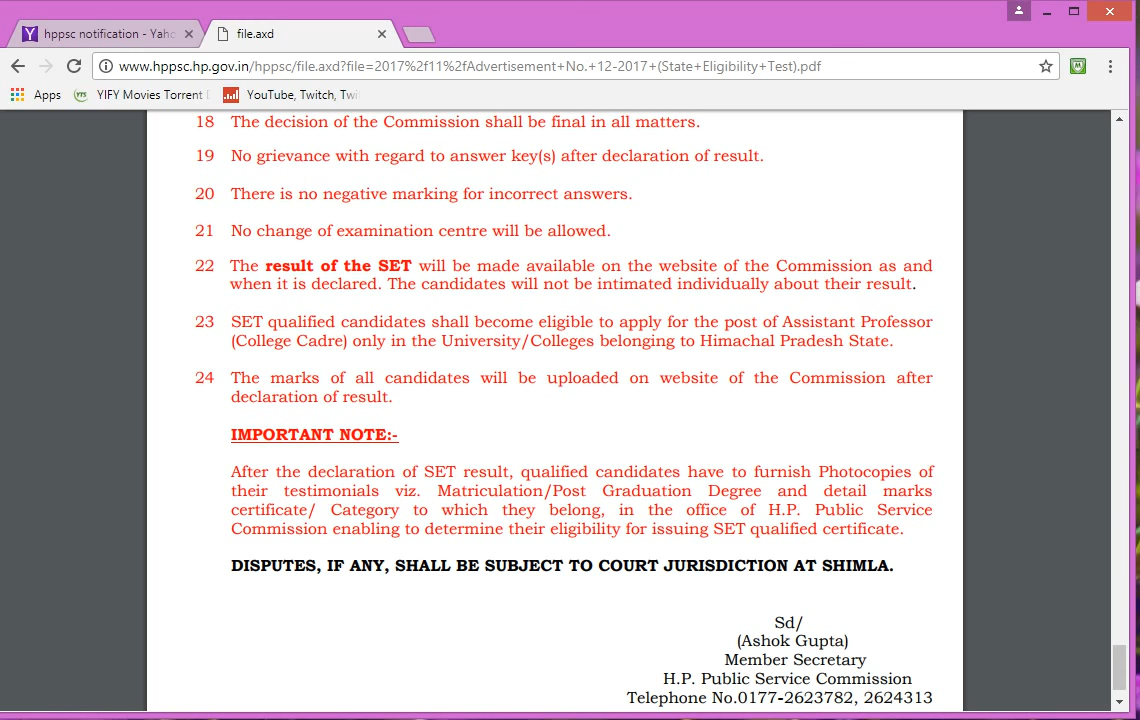 hppsc notification - Yaho
file.axd
www.hppsc.hp.gov.in/hppsc/file.axd?file=2017%2f11%2fAdvertisement+No.+12-2017+(State+Eligibility+Test).pdf
Apps YIFY Movies Torrent YouTube, Twitch, Twi
18 The decision of the Commission shall be final in all matters.
19 No grievance with regard to answer key(s) after declaration of result.
20 There is no negative marking for incorrect answers.
21 No change of examination centre will be allowed.
22 The result of the SET will be made available on the website of the Commission as and
when it is declared. The candidates will not be intimated individually about their result.
23 SET qualified candidates shall become eligible to apply for the post of Assistant Professor
(College Cadre) only in the University/Colleges belonging to Himachal Pradesh State.
24 The marks of all candidates will be uploaded on website of the Commission after
declaration of result.
IMPORTANT NOTE:-
After the declaration of SET result, qualified candidates have to furnish Photocopies of
their testimonials viz. Matriculation/Post Graduation Degree and detail marks
certificate/ Category to which they belong, in the office of H.P. Public Service
Commission enabling to determine their eligibility for issuing SET qualified certificate.
DISPUTES, IF ANY, SHALL BE SUBJECT TO COURT JURISDICTION AT SHIMLA.
Sd/
(Ashok Gupta)
Member Secretary
H.P. Public Service Commission
Telephone No.0177-2623782, 2624313